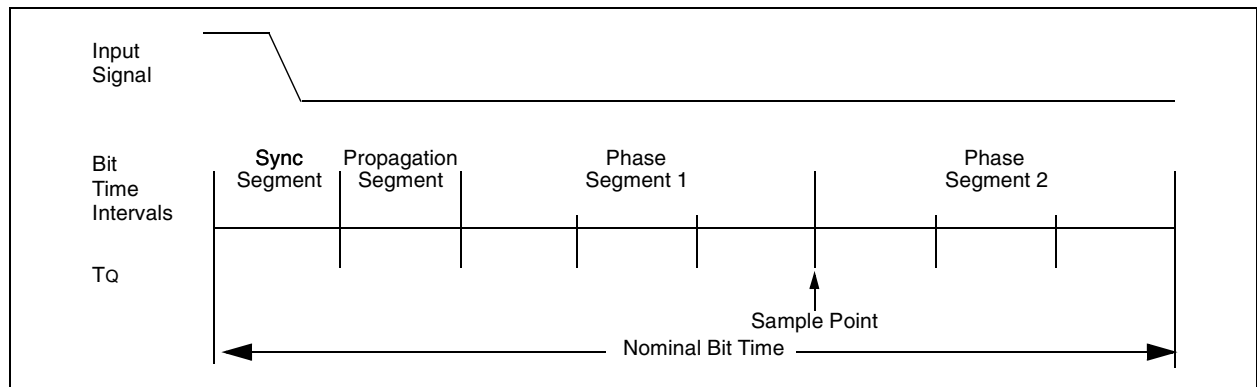 Input
Signal
Bit
Time
Intervals
Sync
Segment
Propagation
Segment
Phase
Segment 1
Phase
Segment 2
TQ
Sample Point
Nominal Bit Time